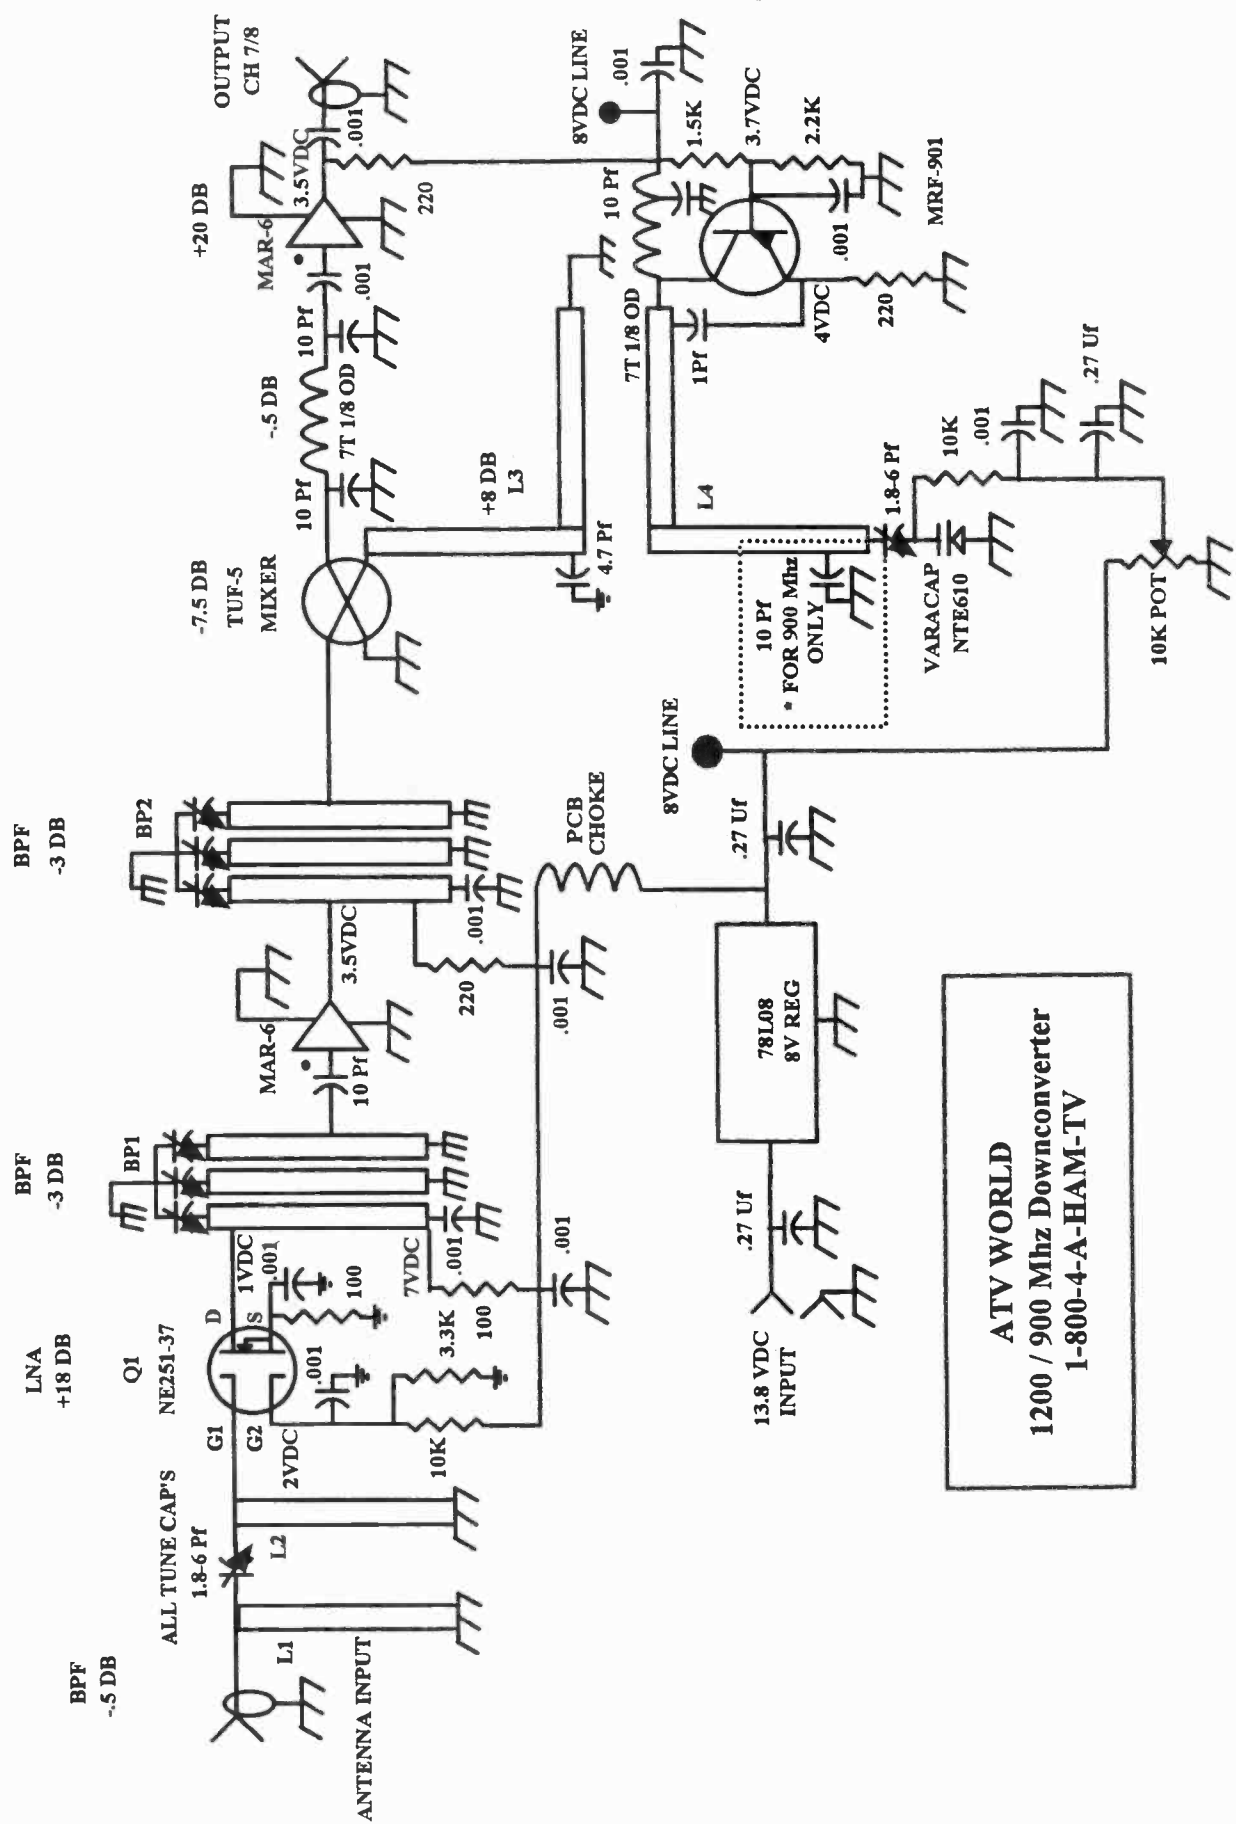 BPF
-.5 DB
LNA
+18 DB
BPF
-3 DB
BPF
-3 DB
-7.5 DB
TUF-5
MIXER
-.5 DB
+20 DB
OUTPUT
CH 7/8
ALL TUNE CAP'S
1.8-6 Pf
Q1
NE251-37
BP1
BP2
MAR-6
10 Pf
3.5VDC
10 Pf
7T 1/8 OD
10 Pf
MAR-6
.001
3.5VDC
.001
220
L1
ANTENNA INPUT
L2
G1
G2
2VDC
D
S
1VDC
.001
100
.001
10K
3.3K
7VDC
.001
100
.001
220
.001
.001
PCB
CHOKE
+8 DB
L3
4.7 Pf
8VDC LINE
.001
1.5K
3.7VDC
2.2K
10 Pf
7T 1/8 OD
MRF-901
.001
1Pf
4VDC
220
L4
10 Pf
* FOR 900 Mhz
ONLY
1.8-6 Pf
VARACAP
NTE610
10K
.001
.27 Uf
10K POT
13.8 VDC
INPUT
.27 Uf
78L08
8V REG
.27 Uf
8VDC LINE
ATV WORLD
1200 / 900 Mhz Downconverter
1-800-4-A-HAM-TV